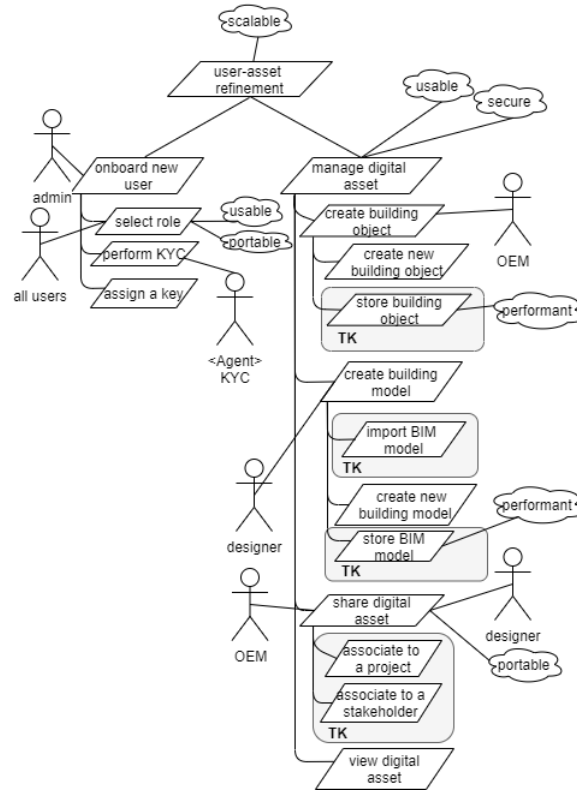 scalable
user-asset
refinement
usable
secure
admin
onboard new
user
manage digital
asset
select role
usable
portable
create building
object
all users
perform KYC
OEM
assign a key
create new
building object
<Agent>
KYC
store building
object
performant
TK
create building
model
import BIM
model
TK
designer
create new
building model
performant
store BIM
model
TK
OEM
share digital
asset
designer
portable
associate to
a project
associate to a
stakeholder
TK
view digital
asset